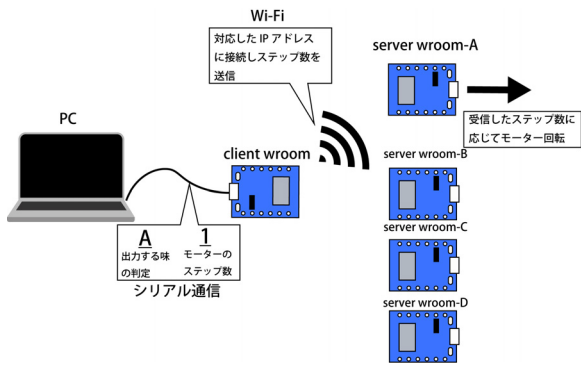 Wi-Fi
対応した IP アドレス
に接続しステップ数を
送信
server wroom-A
受信したステップ数に
応じてモーター回転
PC
client wroom
server wroom-B
A
出力する味
の判定
1
モーターの
ステップ数
シリアル通信
server wroom-C
server wroom-D